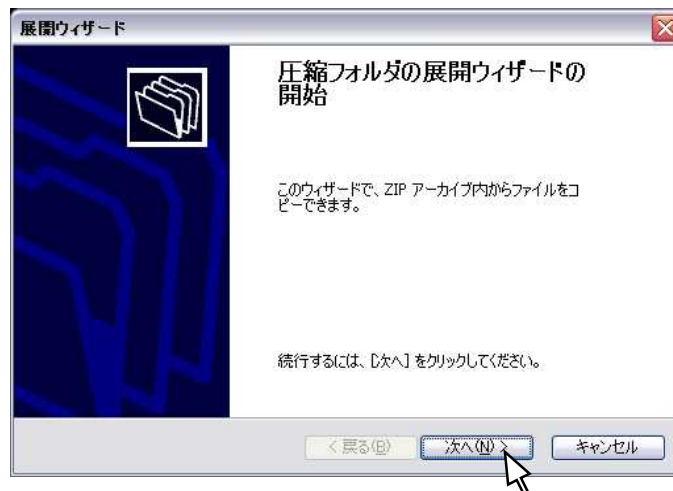 展開ウィザード
圧縮フォルダの展開ウィザードの
開始
このウィザードで、ZIP アーカイブ内からファイルをコ
ピーできます。
続行するには、[次へ] をクリックしてください。
< 戻る(B)
次へ(N) >
キャンセル